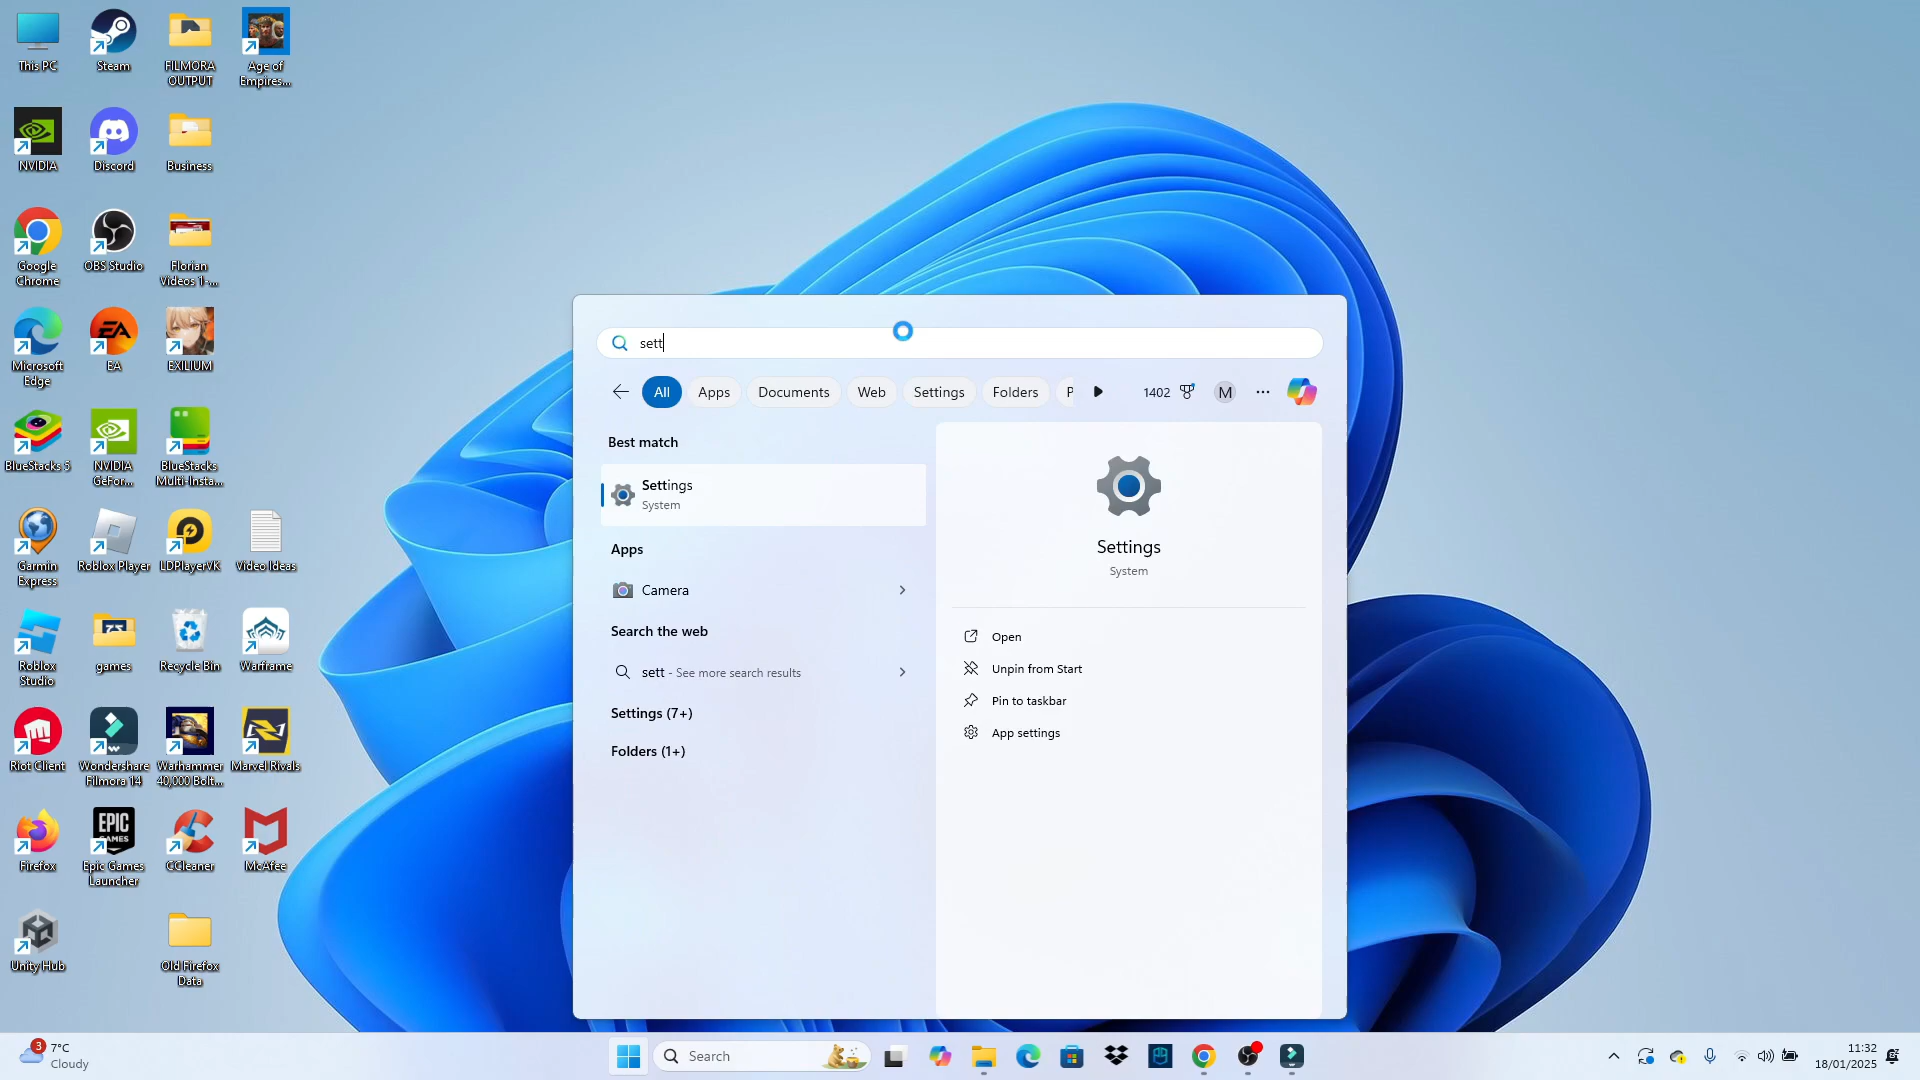 This PC
Steam
FILMORA
OUTPUT
Age of
Empires...
NVIDIA
Discord
Business
Google
Chrome
OBS Studio
Florian
Videos 1-...
Microsoft
Edge
EA
EXILIUM
BlueStacks 5
NVIDIA
GeFor...
BlueStacks
Multi-Insta...
Garmin
Express
Roblox Player
LDPlayerVK
Video Ideas
Roblox
Studio
games
Recycle Bin
Warframe
Riot Client
Wondershare
Filmora 14
Warhammer
40,000 Bolt...
Marvel Rivals
Firefox
EPIC
GAMES
Epic Games
Launcher
CCleaner
McAfee
Unity Hub
Old Firefox
Data
sett
All
Apps
Documents
Web
Settings
Folders
P
1402
M
Best match
Settings
System
Apps
Camera
Search the web
sett - See more search results
Settings (7+)
Folders (1+)
Settings
System
Open
Unpin from Start
Pin to taskbar
App settings
3
7°C
Cloudy
Search
11:32
18/01/2025